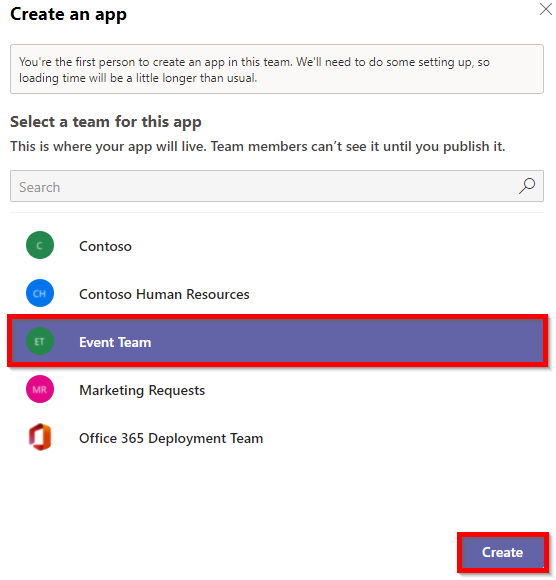 Create an app
You're the first person to create an app in this team. We'll need to do some setting up, so
loading time will be a little longer than usual.
Select a team for this app
This is where your app will live. Team members can't see it until you publish it.
Search
C Contoso
CH Contoso Human Resources
ET Event Team
MR Marketing Requests
Office 365 Deployment Team
Create